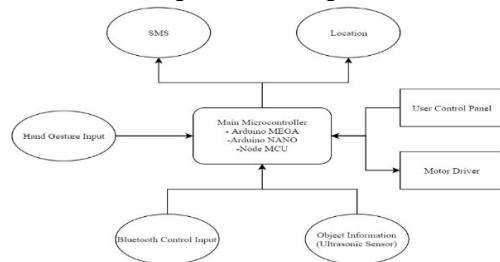 SMS
Location
Main Microcontroller
- Arduino MEGA
-Arduino NANO
-Node MCU
User Control Panel
Hand Gesture Input
Motor Driver
Bluetooth Control Input
Object Information
(Ultrasonic Sensor)